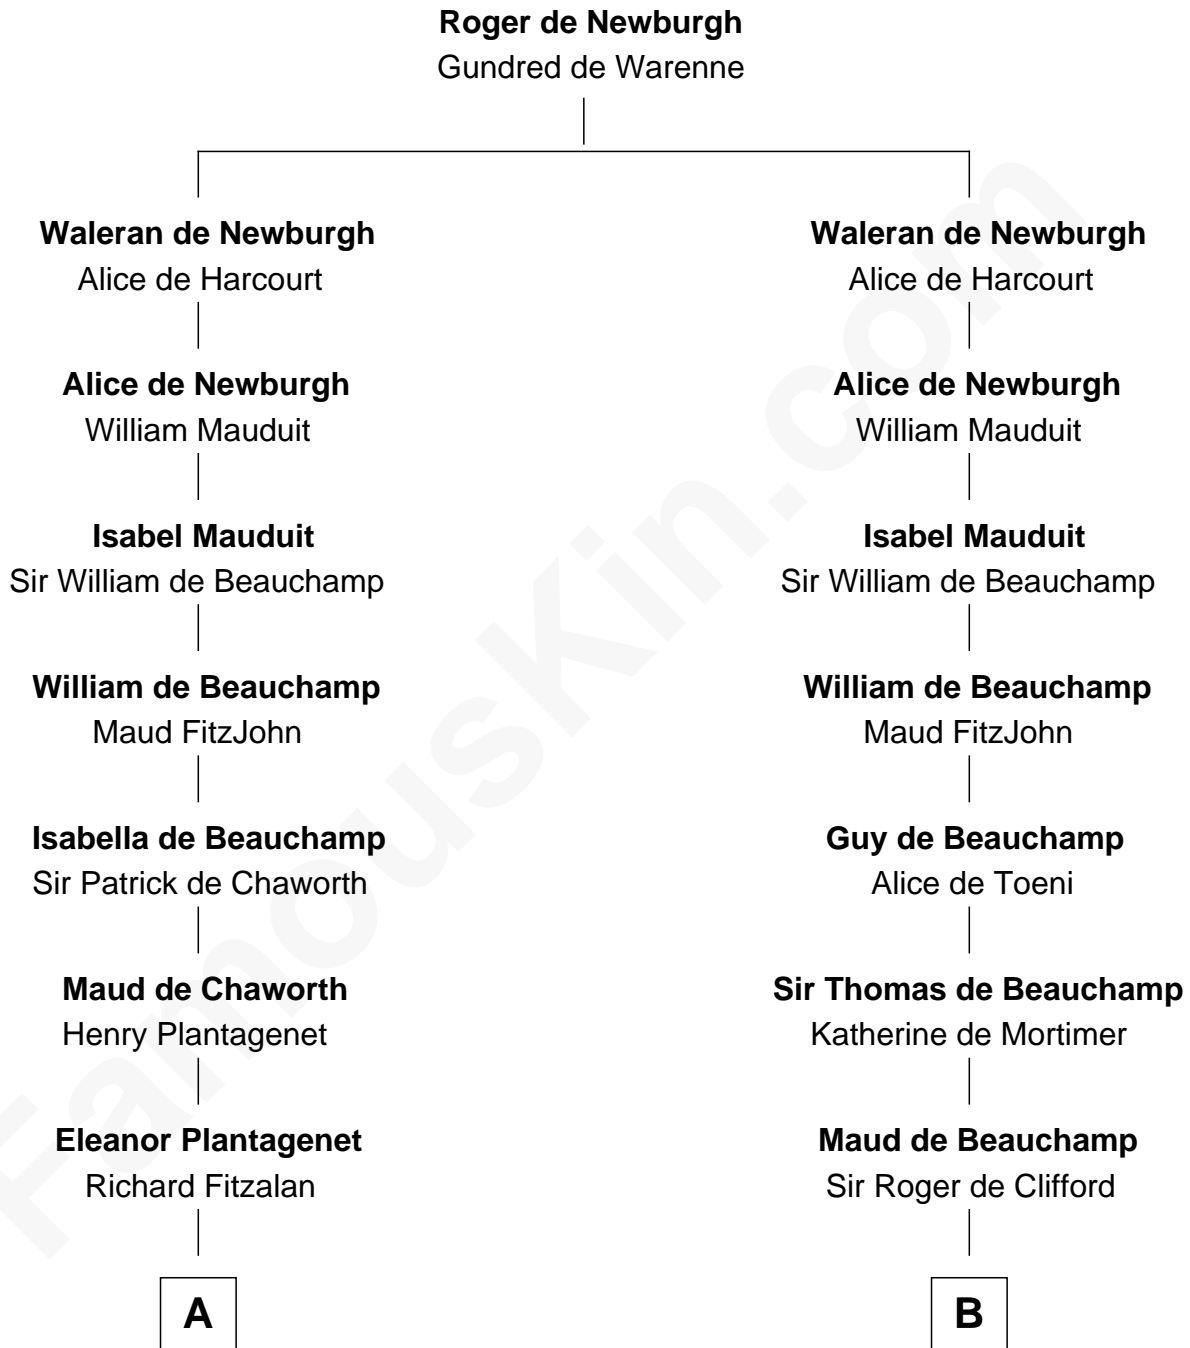 Roger de Newburgh
Gundred de Warenne
Waleran de Newburgh
Alice de Harcourt
Alice de Newburgh
William Mauduit
Isabel Mauduit
Sir William de Beauchamp
William de Beauchamp
Maud FitzJohn
Isabella de Beauchamp
Sir Patrick de Chaworth
Maud de Chaworth
Henry Plantagenet
Eleanor Plantagenet
Richard Fitzalan
A
Waleran de Newburgh
Alice de Harcourt
Alice de Newburgh
William Mauduit
Isabel Mauduit
Sir William de Beauchamp
William de Beauchamp
Maud FitzJohn
Guy de Beauchamp
Alice de Toeni
Sir Thomas de Beauchamp
Katherine de Mortimer
Maud de Beauchamp
Sir Roger de Clifford
B
FamousKin.com